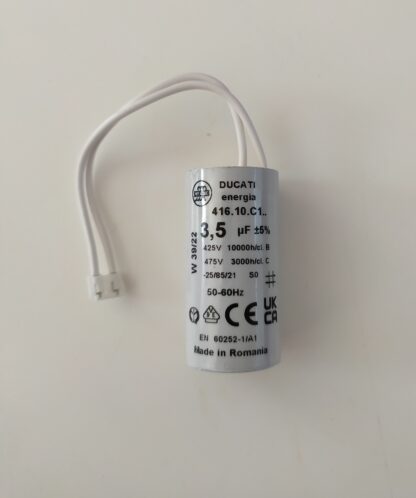 DUCATI
energia
416.10.C1..
3,5 µF ±5%
425V 10000h/cl. B
475V 3000h/cl. C
-25/85/21 S0
50-60Hz
W 39/22
CE UK CA
EN 60252-1/A1
Made in Romania